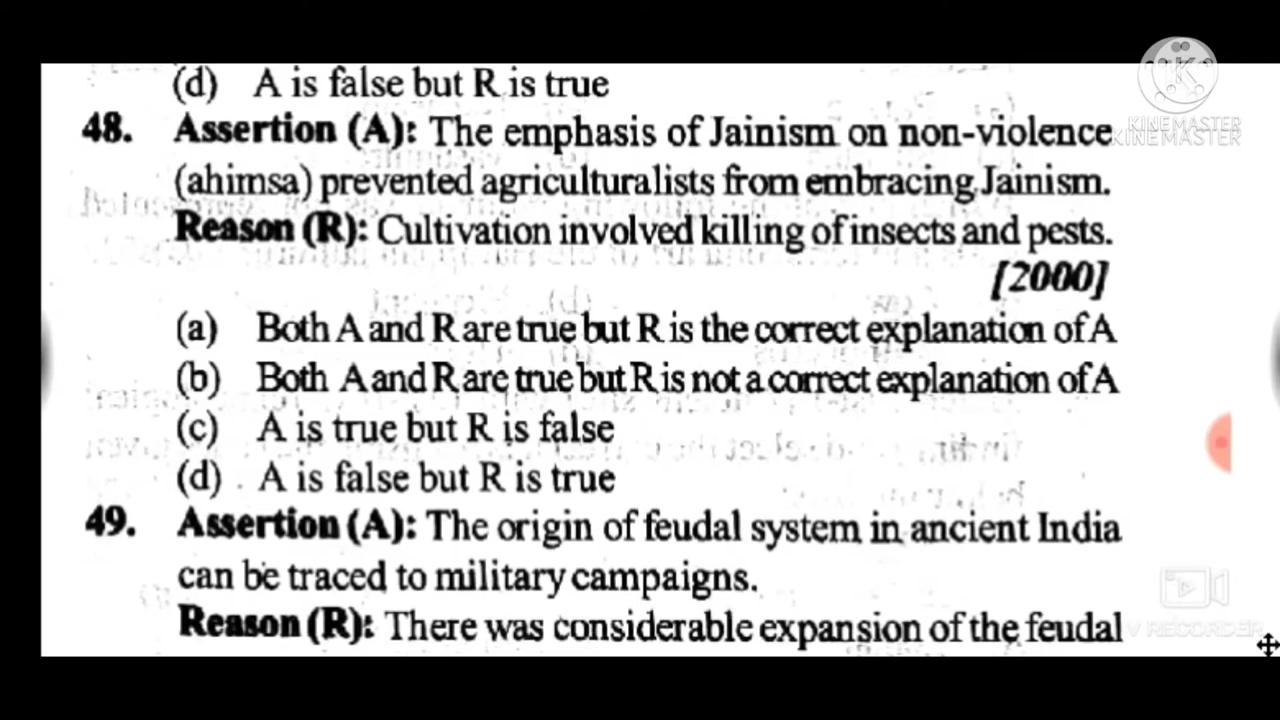 (d) A is false but R is true
48. Assertion (A): The emphasis of Jainism on non-violence
(ahimsa) prevented agriculturalists from embracing Jainism.
Reason (R): Cultivation involved killing of insects and pests.
[2000]
(a) Both A and R are true but R is the correct explanation of A
(b) Both A and R are true but R is not a correct explanation of A
(c) A is true but R is false
(d) . A is false but R is true
49. Assertion (A): The origin of feudal system in ancient India
can be traced to military campaigns.
Reason (R): There was considerable expansion of the feudal
KINEMASTER
KINEMASTER
RECORDER